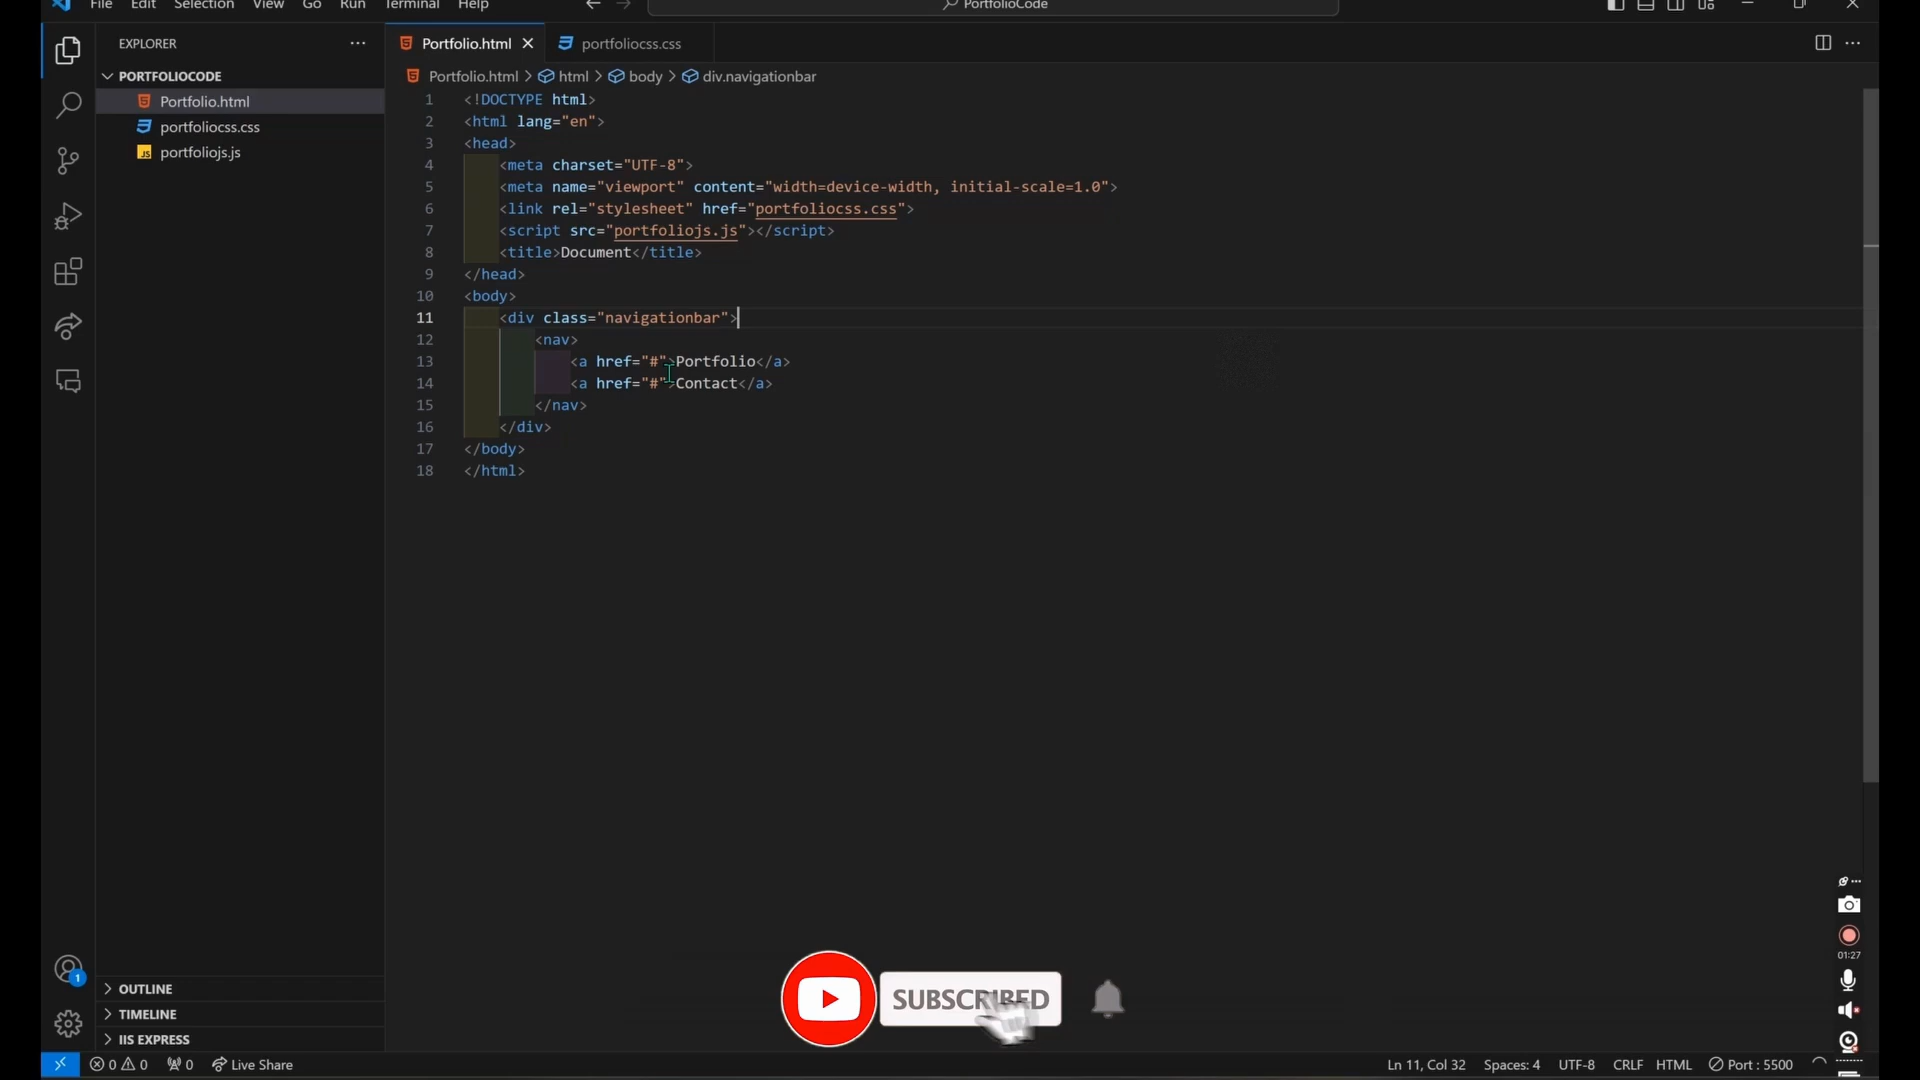 File Edit Selection View Go Run Terminal Help
PortfolioCode
EXPLORER
PORTFOLIOCODE
Portfolio.html
portfoliocss.css
portfoliojs.js
Portfolio.html
portfoliocss.css
Portfolio.html > html > body > div.navigationbar
1 <!DOCTYPE html>
2 <html lang="en">
3 <head>
4 <meta charset="UTF-8">
5 <meta name="viewport" content="width=device-width, initial-scale=1.0">
6 <link rel="stylesheet" href="portfoliocss.css">
7 <script src="portfoliojs.js"></script>
8 <title>Document</title>
9 </head>
10 <body>
11 <div class="navigationbar">
12 <nav>
13 <a href="#">Portfolio</a>
14 <a href="#">Contact</a>
15 </nav>
16 </div>
17 </body>
18 </html>
01:27
1
OUTLINE
TIMELINE
IIS EXPRESS
SUBSCRIBED
0 0 0 Live Share
Ln 11, Col 32 Spaces: 4 UTF-8 CRLF HTML Port : 5500